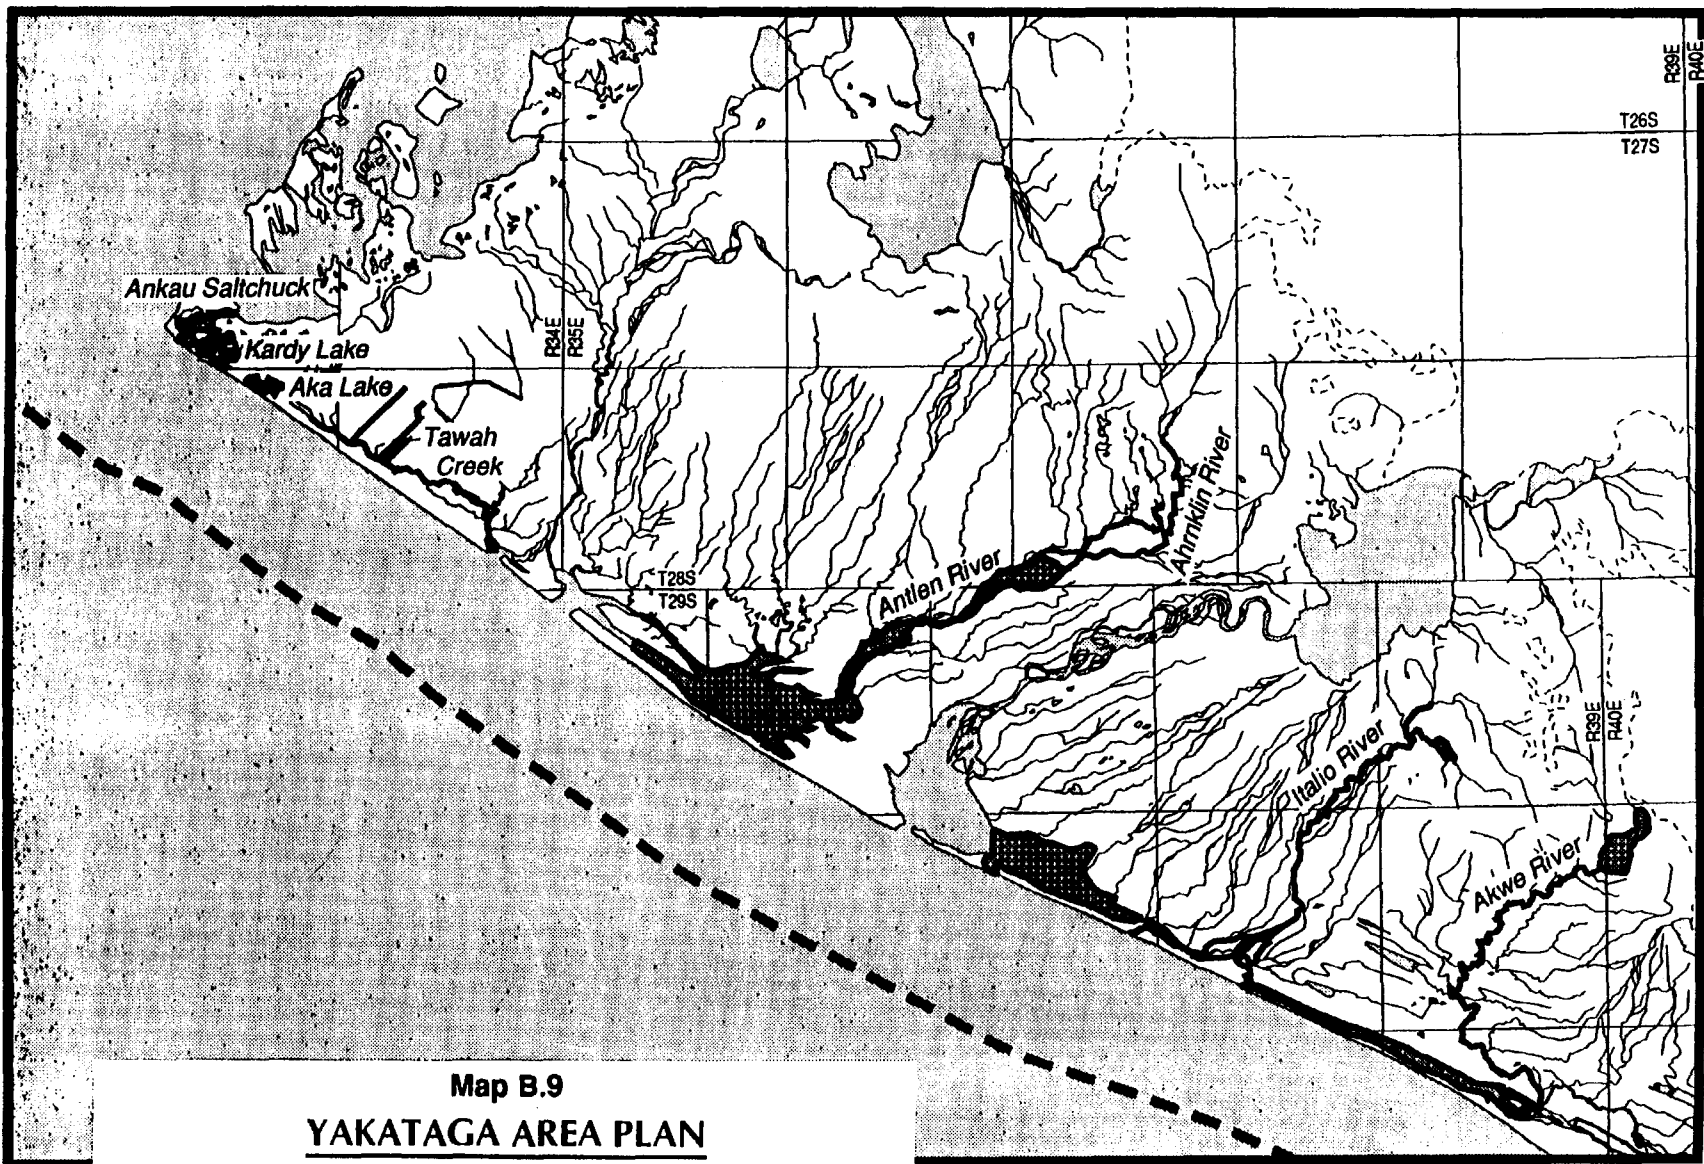 R39E
R40E
T26S
T27S
Ankau Saltchuck
Kardy Lake
Aka Lake
R34E
R35E
Tawah
Creek
Ahrnklin River
Antlen River
T28S
T29S
Italio River
R39E
R40E
Akwe River
Map B.9
YAKATAGA AREA PLAN